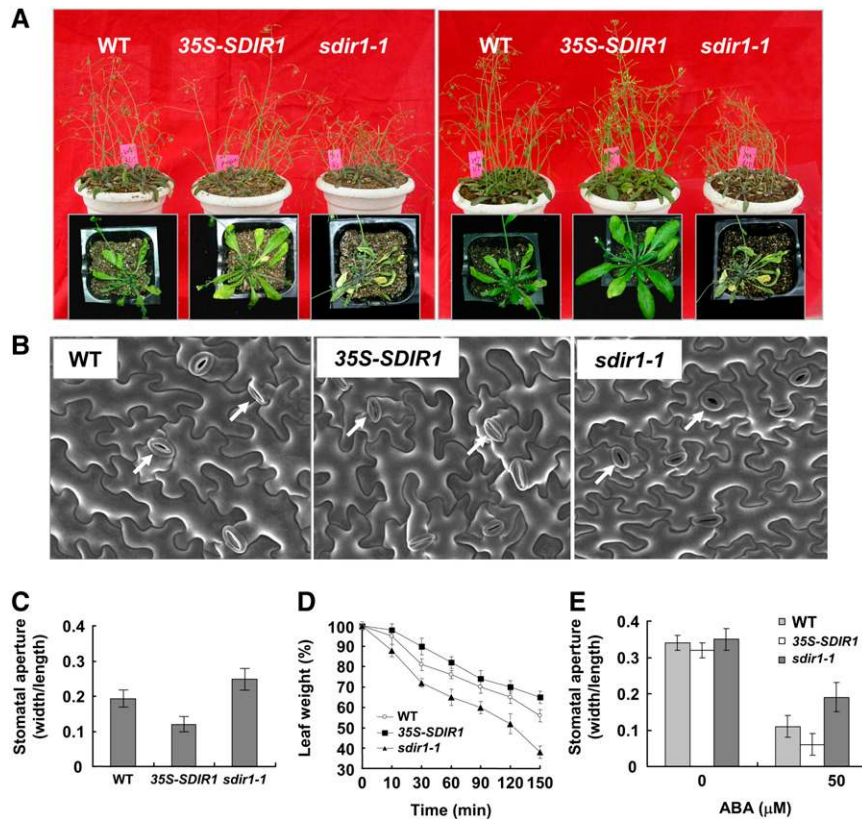 A
WT 35S-SDIR1 sdir1-1
WT 35S-SDIR1 sdir1-1
B
WT
35S-SDIR1
sdir1-1
C
Stomatal aperture
(width/length)
0.4
0.3
0.2
0.1
0
WT 35S-SDIR1 sdir1-1
D
Leaf weight (%)
100
90
80
70
60
50
40
30
WT
35S-SDIR1
sdir1-1
0 10 30 60 90 120 150
Time (min)
E
Stomatal aperture
(width/length)
0.4
0.3
0.2
0.1
0
WT
35S-SDIR1
sdir1-1
0 50
ABA (μM)